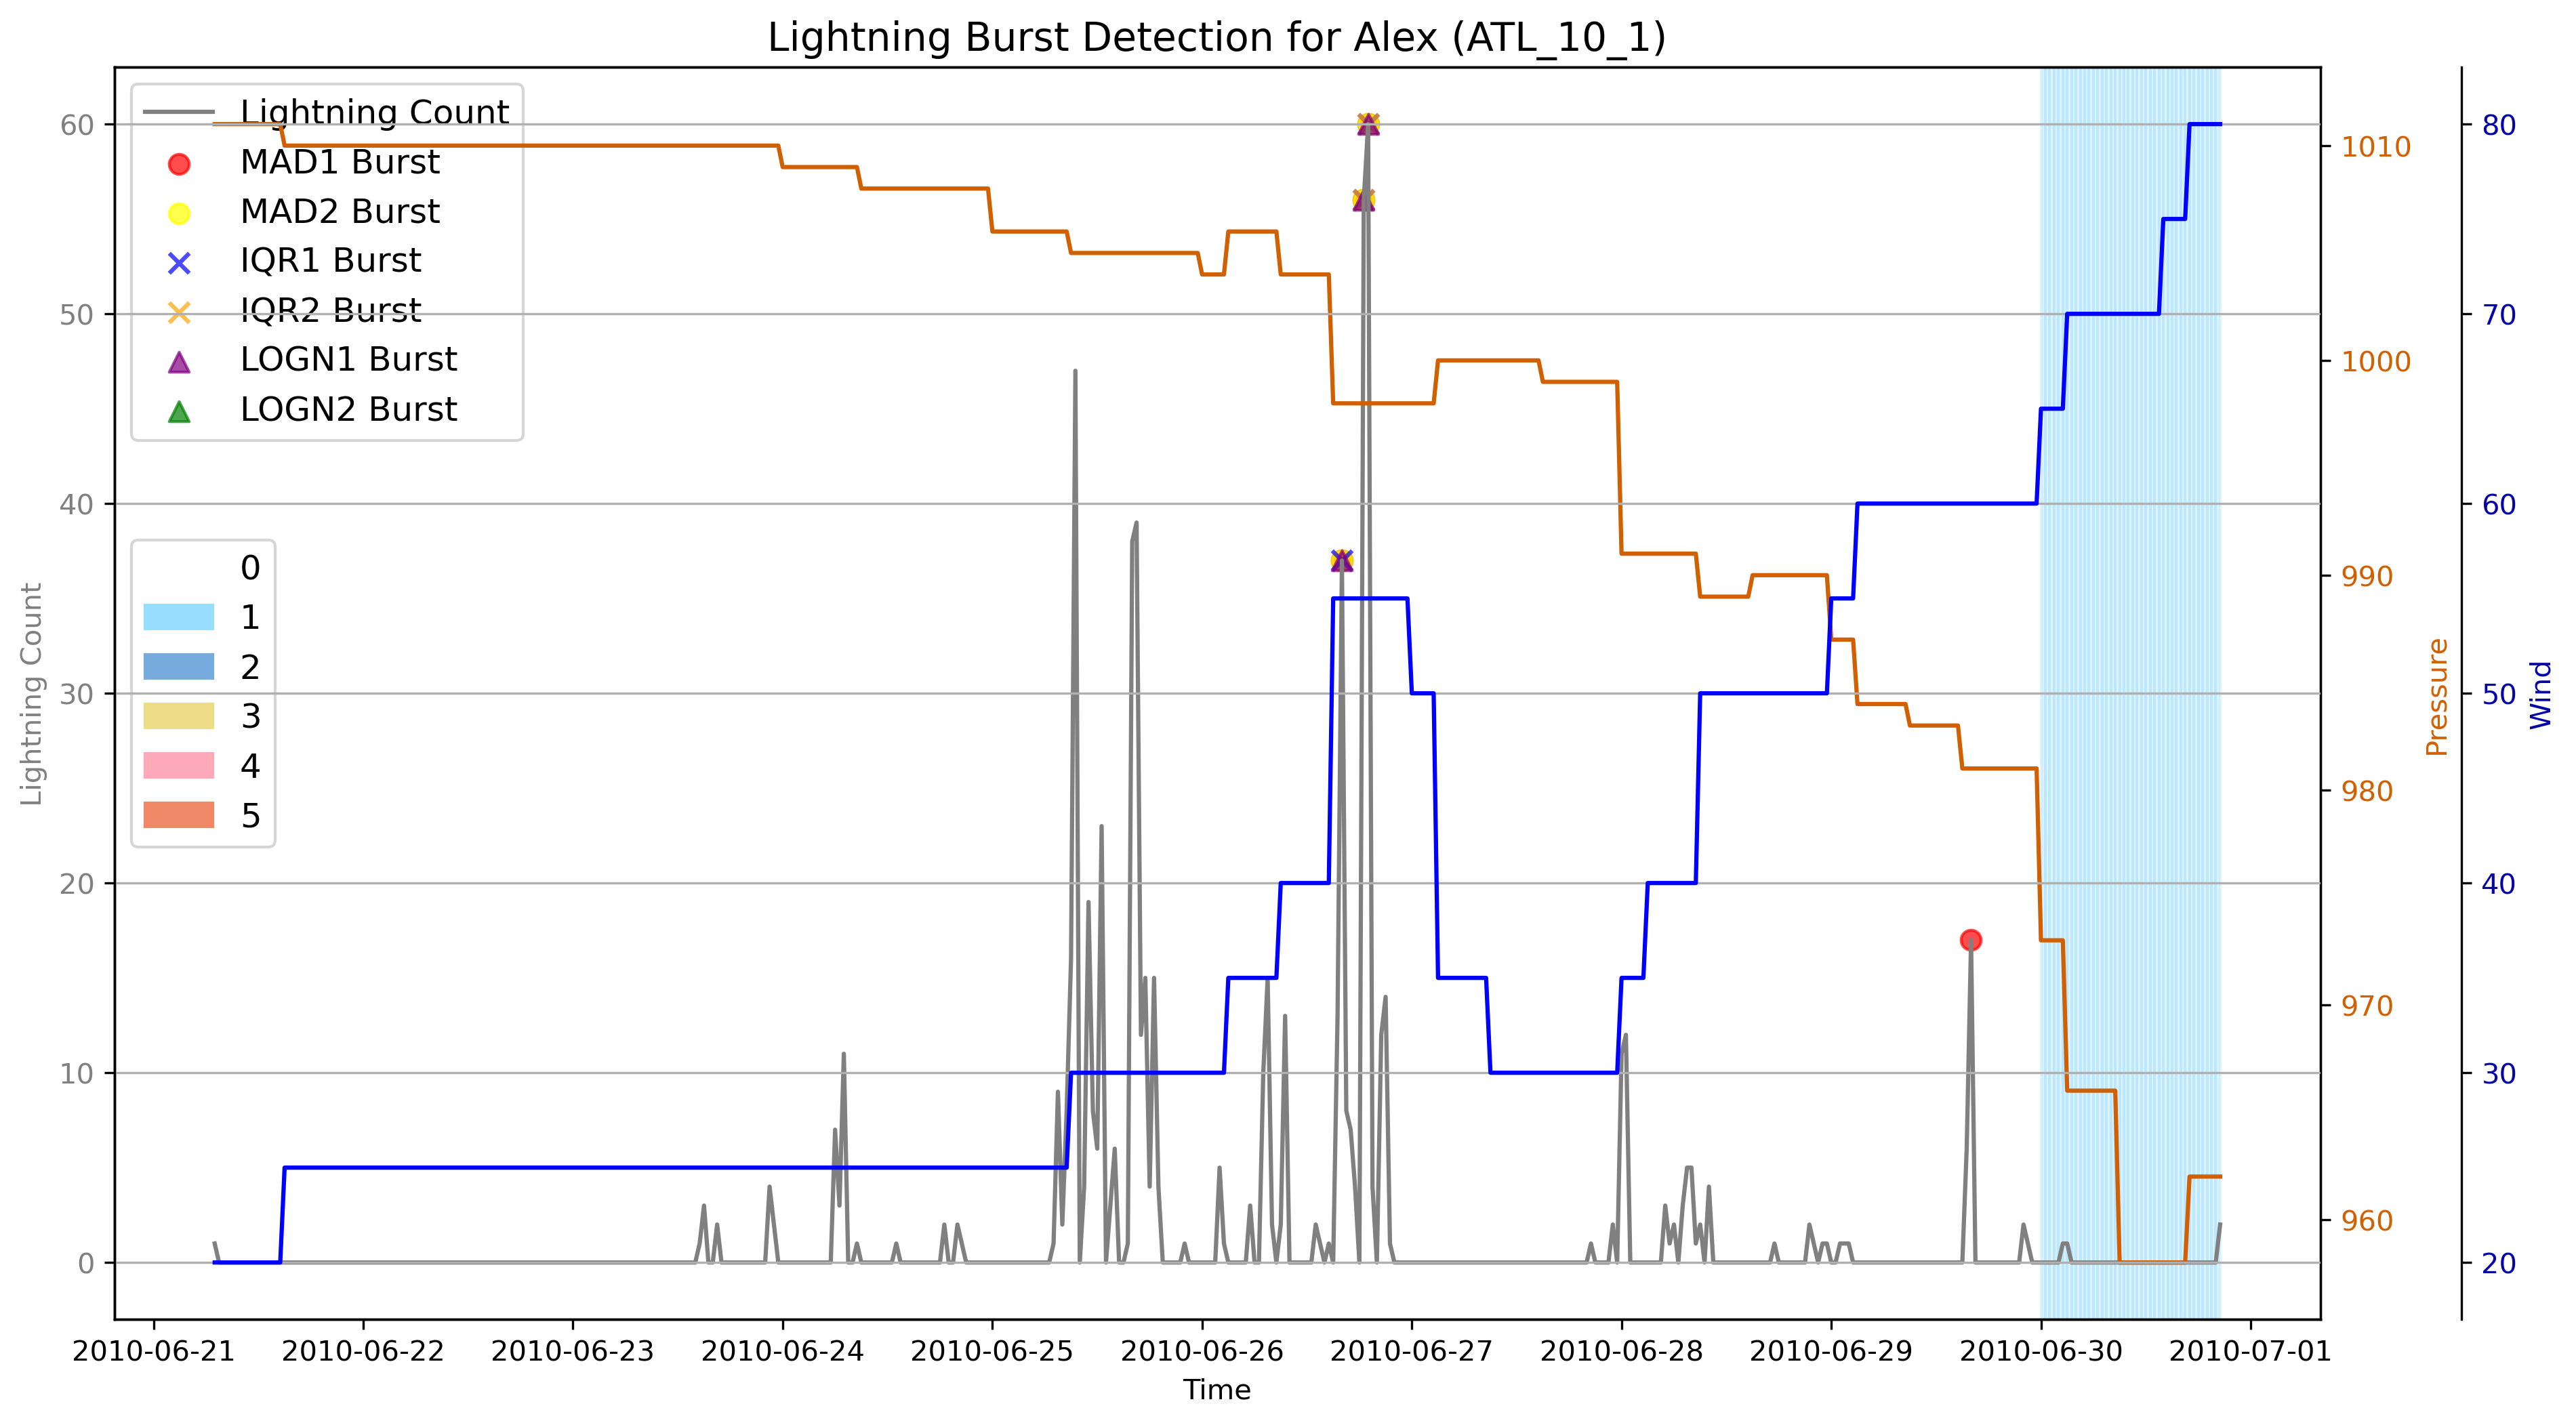 Lightning Burst Detection for Alex (ATL_10_1)
Lightning Count
MAD1 Burst
MAD2 Burst
IQR1 Burst
IQR2 Burst
LOGN1 Burst
LOGN2 Burst
0
1
2
3
4
5
Lightning Count
60
50
40
30
20
10
0
1010
1000
990
980
970
960
Pressure
80
70
60
50
40
30
20
Wind
2010-06-21 2010-06-22 2010-06-23 2010-06-24 2010-06-25 2010-06-26 2010-06-27 2010-06-28 2010-06-29 2010-06-30 2010-07-01
Time